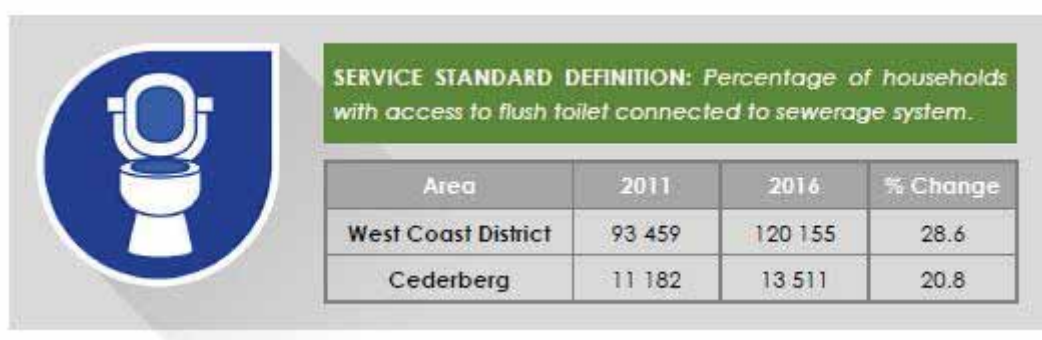 SERVICE STANDARD DEFINITION: Percentage of households
with access to flush toilet connected to sewerage system.
Area 2011 2016 % Change
West Coast District 93 459 120 155 28.6
Cederberg 11 182 13 511 20.8